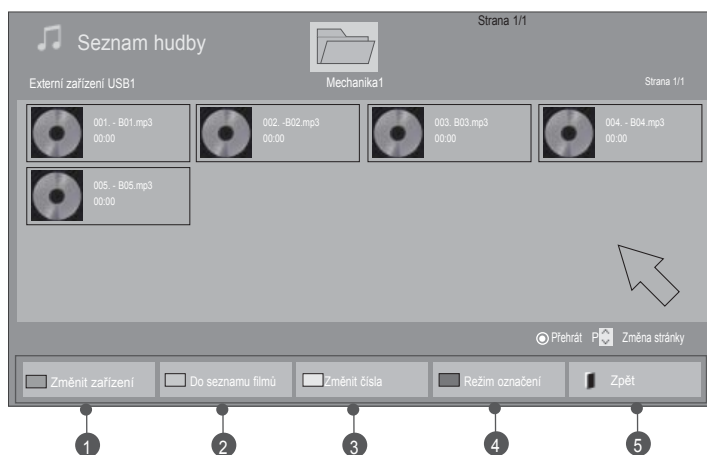 Strana 1/1
Seznam hudby
Externí zařízení USB1
Mechanika1
Strana 1/1
001. - B01.mp3
00:00
002. -B02.mp3
00:00
003. B03.mp3
00:00
004. - B04.mp3
00:00
005. - B05.mp3
00:00
Přehrát P Změna stránky
Změnit zařízení
Do seznamu filmů
Změnit čísla
Režim označení
Zpět
1 2 3 4 5